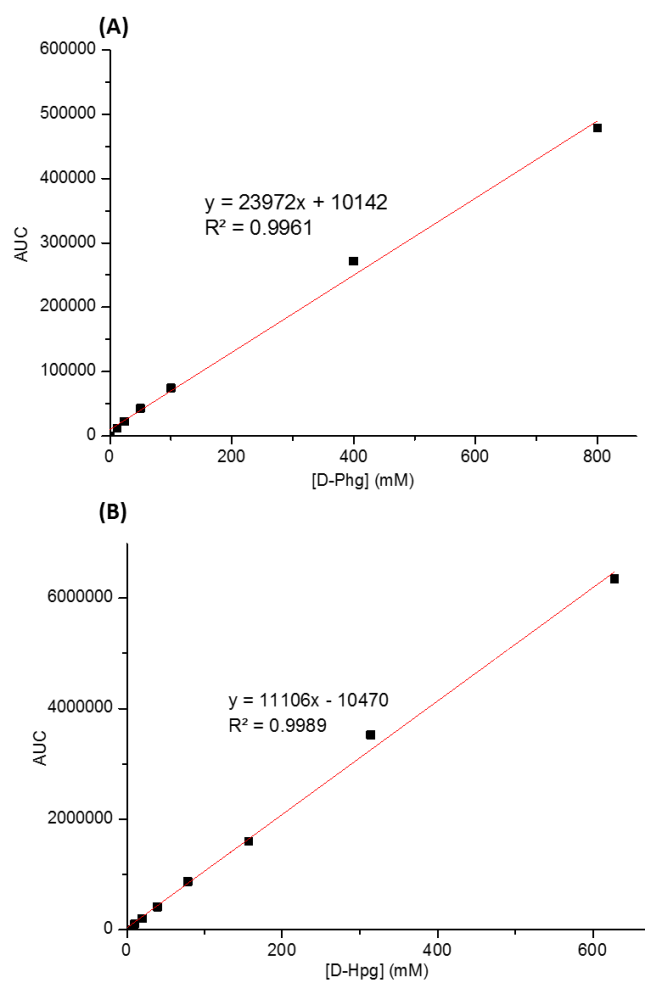 (A)
600000
500000
400000
300000
200000
100000
0
AUC
y = 23972x + 10142
R² = 0.9961
200
400
600
800
[D-Phg] (mM)
(B)
6000000
4000000
2000000
0
AUC
y = 11106x - 10470
R² = 0.9989
0
200
400
600
[D-Hpg] (mM)